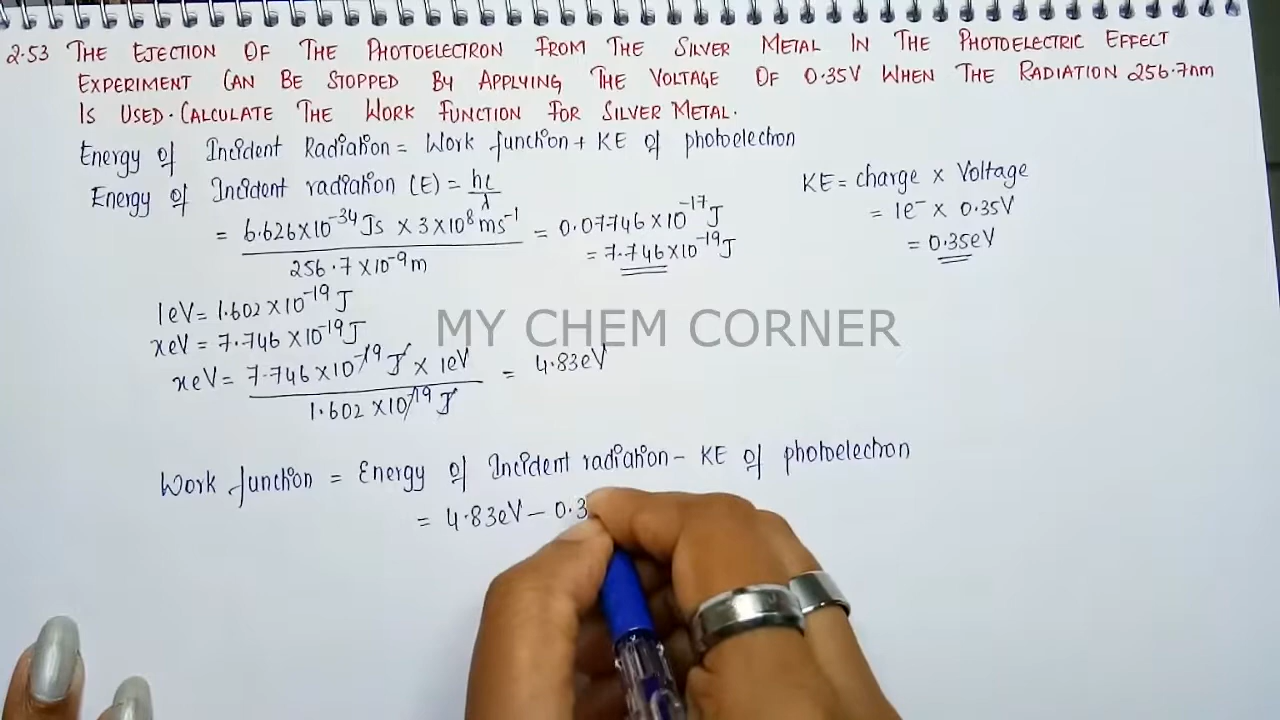 2.53 THE EJECTION OF THE PHOTOELECTRON FROM THE SILVER METAL IN THE PHOTOELECTRIC EFFECT
EXPERIMENT CAN BE STOPPED BY APPLYING THE VOLTAGE OF 0.35V WHEN THE RADIATION 256.7nm
IS USED. CALCULATE THE WORK FUNCTION FOR SILVER METAL.
Energy of Incident Radiation = Work function + KE of photoelectron
Energy of Incident radiation (E) = hc/λ
= 6.626×10⁻³⁴ Js × 3×10⁸ ms⁻¹ / 256.7×10⁻⁹ m = 0.07746×10⁻¹⁷ J
= 7.746×10⁻¹⁹ J
KE = charge × Voltage
= 1e⁻ × 0.35V
= 0.35eV
1eV = 1.602×10⁻¹⁹ J
xeV = 7.746×10⁻¹⁹ J
xeV = 7.746×10⁻¹⁹ J × 1eV / 1.602×10⁻¹⁹ J = 4.83eV
MY CHEM CORNER
Work function = Energy of Incident radiation – KE of photoelectron
= 4.83eV – 0.3